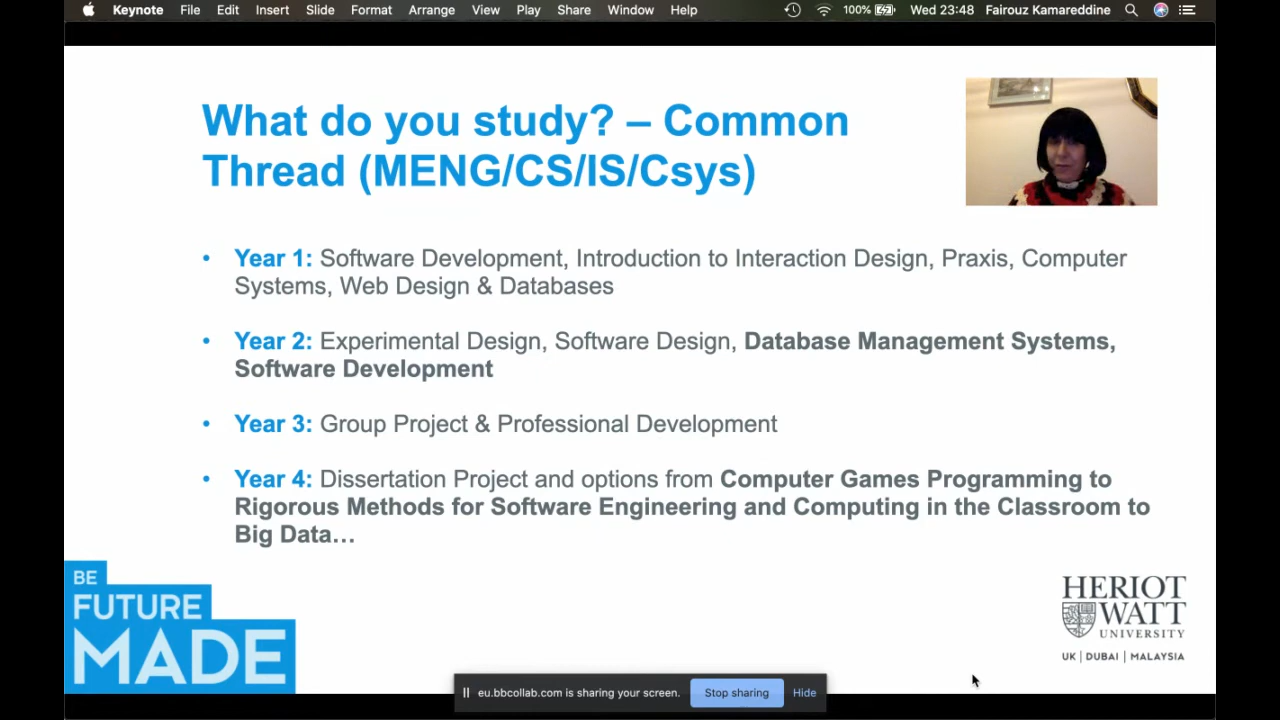 Keynote File Edit Insert Slide Format Arrange View Play Share Window Help 100% Wed 23:48 Fairouz Kamareddine
What do you study? – Common
Thread (MENG/CS/IS/Csys)
• Year 1: Software Development, Introduction to Interaction Design, Praxis, Computer
Systems, Web Design & Databases
• Year 2: Experimental Design, Software Design, Database Management Systems,
Software Development
• Year 3: Group Project & Professional Development
• Year 4: Dissertation Project and options from Computer Games Programming to
Rigorous Methods for Software Engineering and Computing in the Classroom to
Big Data…
BE
FUTURE
MADE
HERIOT
WATT
UNIVERSITY
UK | DUBAI | MALAYSIA
eu.bbcollab.com is sharing your screen. Stop sharing Hide